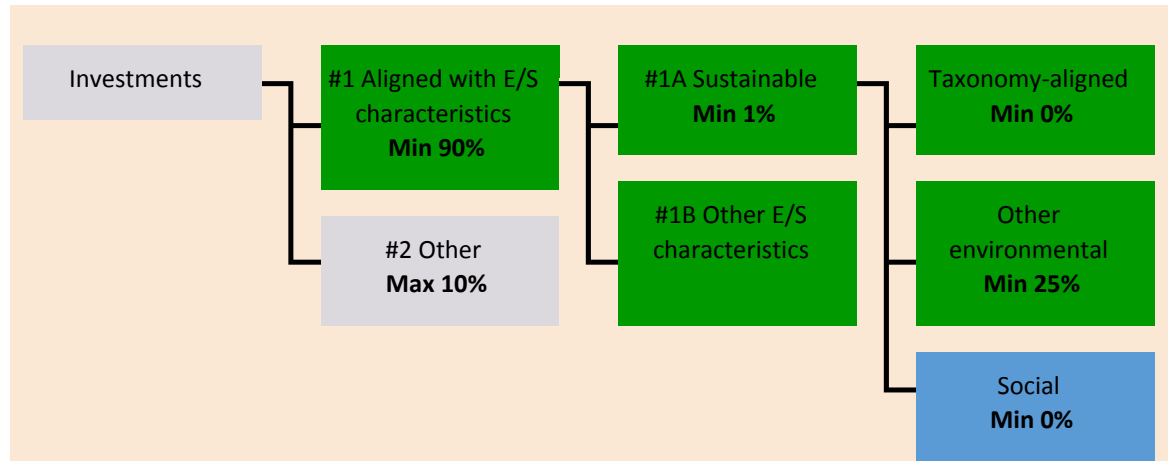 Investments
#1 Aligned with E/S
characteristics
Min 90%
#2 Other
Max 10%
#1A Sustainable
Min 1%
#1B Other E/S
characteristics
Taxonomy-aligned
Min 0%
Other
environmental
Min 25%
Social
Min 0%